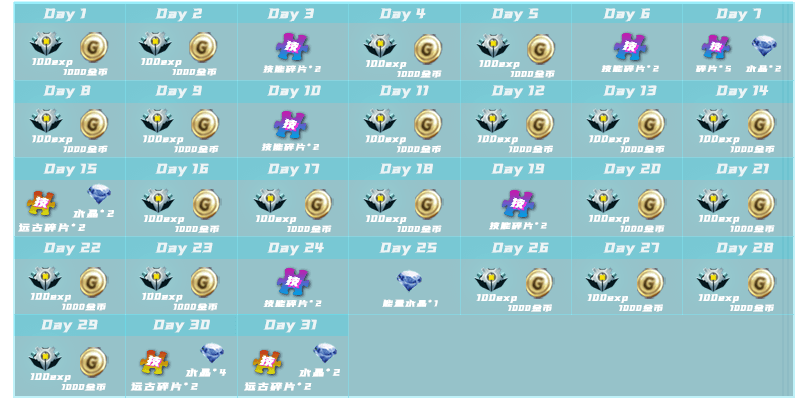 Day 1 Day 2 Day 3 Day 4 Day 5 Day 6 Day 7
技 技 技
100exp 1000金币 100exp 1000金币 技能碎片*2 100exp 1000金币 100exp 1000金币 技能碎片*2 碎片*5 水晶*2
Day 8 Day 9 Day 10 Day 11 Day 12 Day 13 Day 14
技
100exp 1000金币 100exp 1000金币 技能碎片*2 100exp 1000金币 100exp 1000金币 100exp 1000金币 100exp 1000金币
Day 15 Day 16 Day 17 Day 18 Day 19 Day 20 Day 21
技 技
远古碎片*2 水晶*2 100exp 1000金币 100exp 1000金币 100exp 1000金币 技能碎片*2 100exp 1000金币 100exp 1000金币
Day 22 Day 23 Day 24 Day 25 Day 26 Day 27 Day 28
技
100exp 1000金币 100exp 1000金币 技能碎片*2 能量水晶*1 100exp 1000金币 100exp 1000金币 100exp 1000金币
Day 29 Day 30 Day 31
技 技
100exp 1000金币 远古碎片*2 水晶*4 远古碎片*2 水晶*2